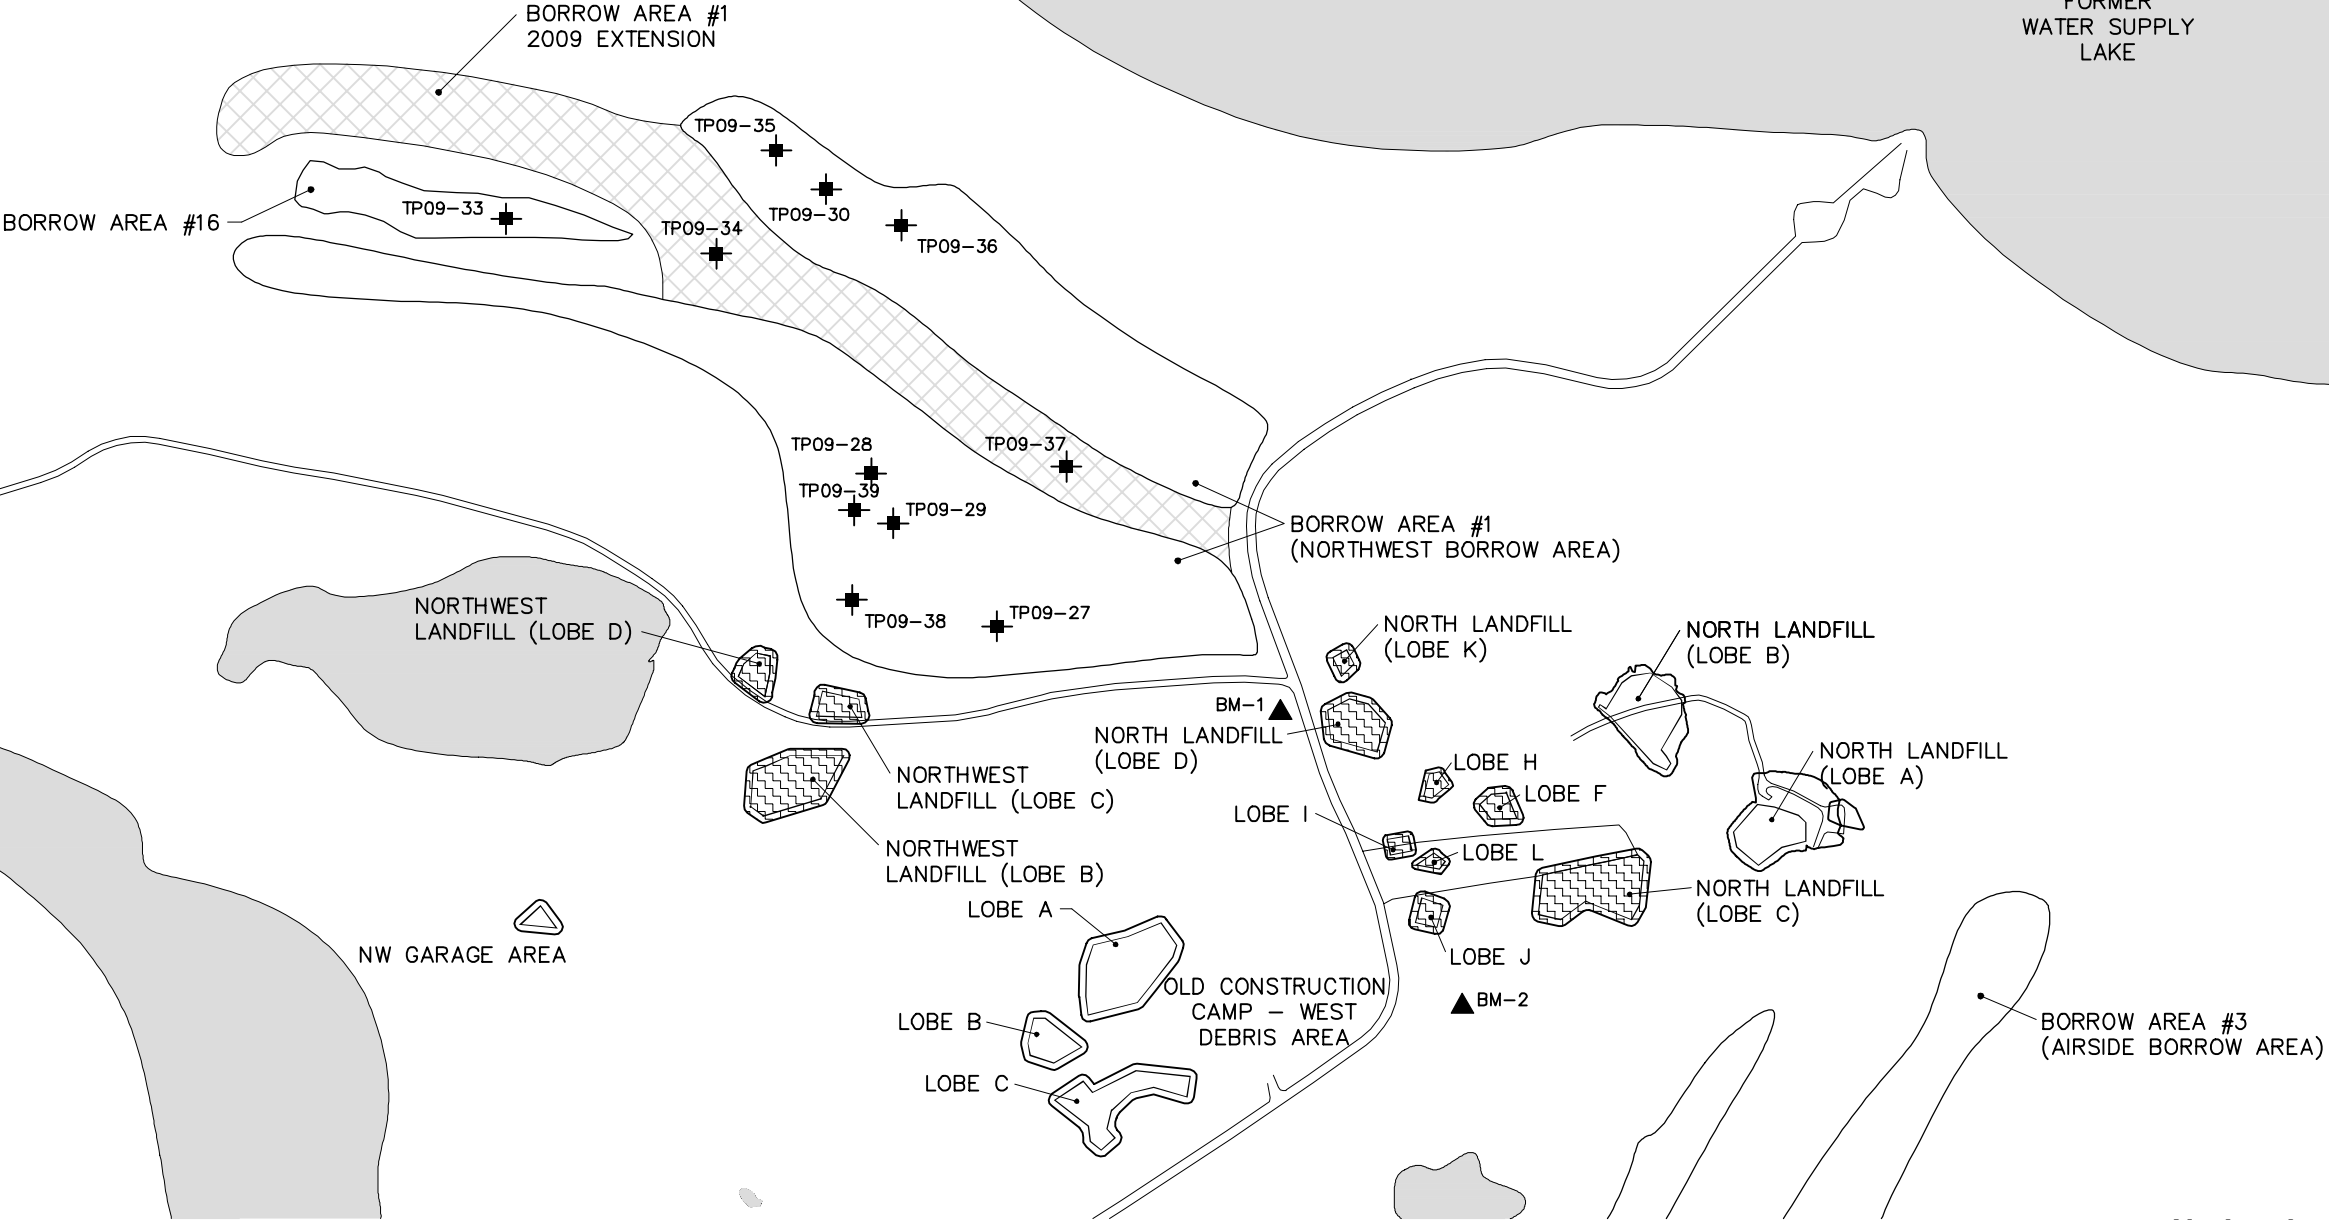 BORROW AREA #1
2009 EXTENSION
FORMER
WATER SUPPLY
LAKE
TP09-35
TP09-30
TP09-36
TP09-33
TP09-34
BORROW AREA #16
TP09-28
TP09-37
TP09-39
TP09-29
BORROW AREA #1
(NORTHWEST BORROW AREA)
TP09-38
TP09-27
NORTHWEST
LANDFILL (LOBE D)
NORTH LANDFILL
(LOBE K)
NORTH LANDFILL
(LOBE B)
BM-1
NORTH LANDFILL
(LOBE D)
NORTH LANDFILL
(LOBE A)
LOBE H
LOBE F
NORTHWEST
LANDFILL (LOBE C)
LOBE I
NORTHWEST
LANDFILL (LOBE B)
LOBE L
NORTH LANDFILL
(LOBE C)
LOBE A
LOBE J
NW GARAGE AREA
OLD CONSTRUCTION
CAMP - WEST
DEBRIS AREA
BM-2
LOBE B
LOBE C
BORROW AREA #3
(AIRSIDE BORROW AREA)